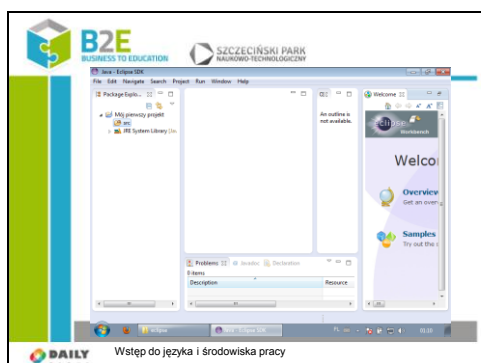 B2E
BUSINESS TO EDUCATION
SZCZECIŃSKI PARK
NAUKOWO-TECHNOLOGICZNY
Java - Eclipse SDK
File Edit Navigate Search Project Run Window Help
Package Explo...
Mój pierwszy projekt
src
JRE System Library
An outline is
not available.
Welcome
eclipse
Workbench
Welco
Overview
Get an over
Samples
Try out the s
Problems Javadoc Declaration
0 items
Description Resource
eclipse Java - Eclipse SDK PL 01:10
DAILY Wstęp do języka i środowiska pracy